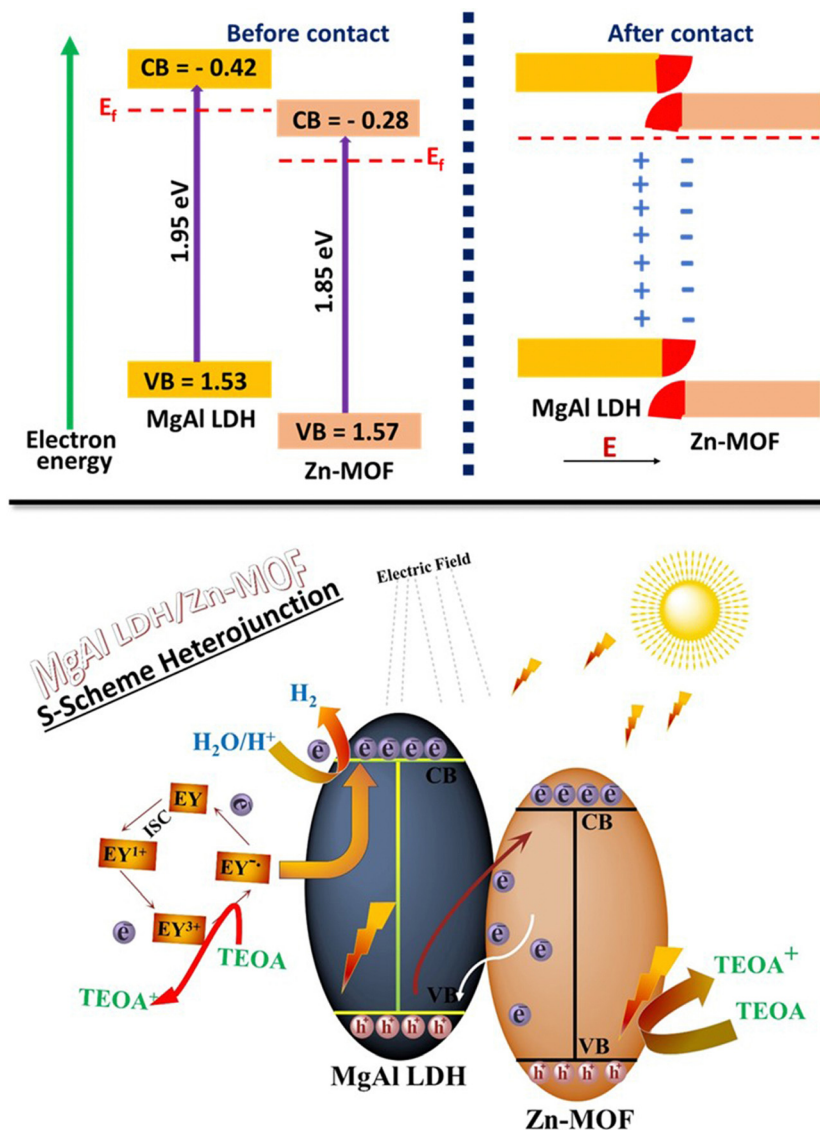 Before contact
After contact
CB = - 0.42
E_f
CB = - 0.28
E_f
1.95 eV
1.85 eV
+ -
+ -
+ -
+ -
+ -
+ -
+ -
+ -
VB = 1.53
MgAl LDH
VB = 1.57
Zn-MOF
Electron
energy
MgAl LDH
Zn-MOF
E
MgAl LDH/Zn-MOF
S-Scheme Heterojunction
Electric Field
H₂
H₂O/H⁺
e⁻
e⁻ e⁻ e⁻ e⁻
CB
e⁻ e⁻ e⁻ e⁻
CB
EY
e⁻
ISC
EY¹⁺
EY⁻•
EY³⁺
e⁻
TEOA
TEOA⁺
e⁻
e⁻
e⁻
e⁻
VB
h⁺ h⁺ h⁺ h⁺
MgAl LDH
TEOA⁺
TEOA
VB
h⁺ h⁺ h⁺ h⁺
Zn-MOF